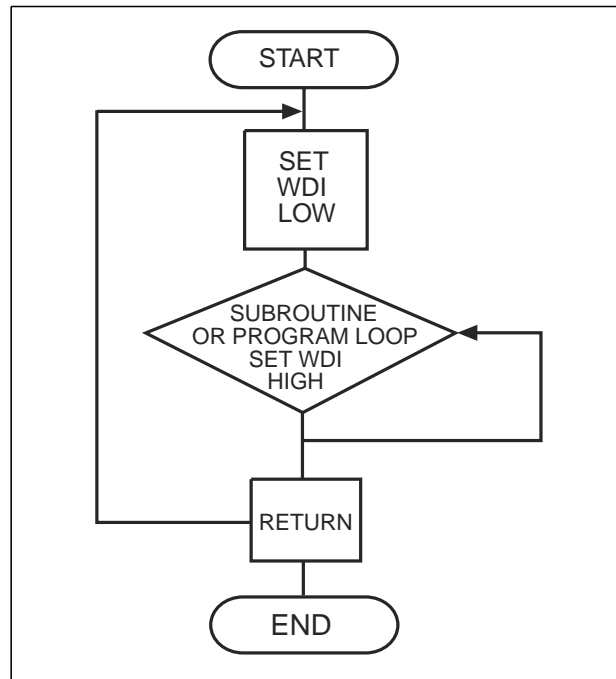 START
SET
WDI
LOW
SUBROUTINE
OR PROGRAM LOOP
SET WDI
HIGH
RETURN
END